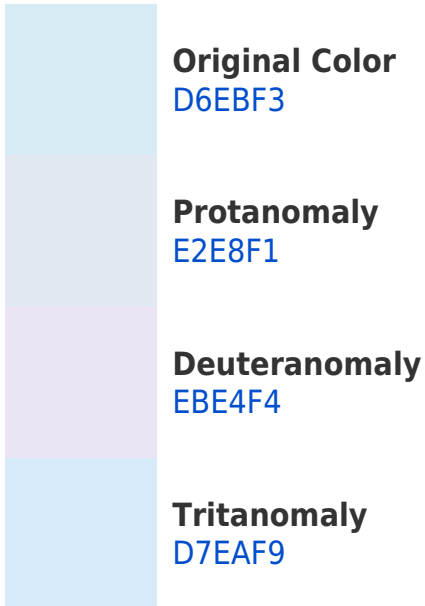 Original Color
D6EBF3
Protanomaly
E2E8F1
Deuteranomaly
EBE4F4
Tritanomaly
D7EAF9